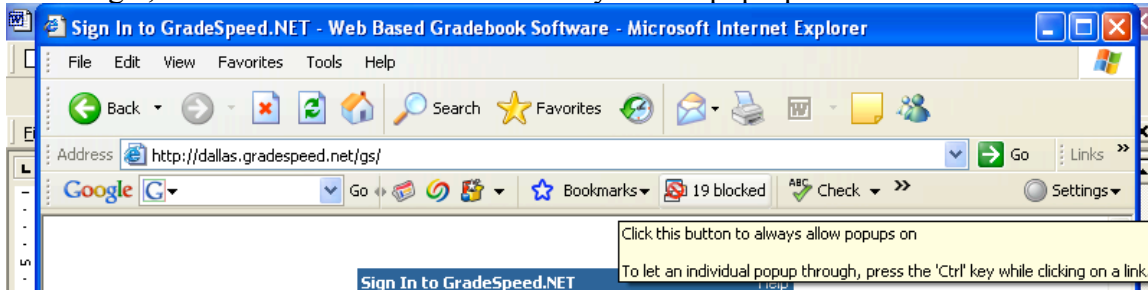 Sign In to GradeSpeed.NET - Web Based Gradebook Software - Microsoft Internet Explorer
File Edit View Favorites Tools Help
Back Search Favorites
Address http://dallas.gradespeed.net/gs/ Go Links »
Google G Go Bookmarks 19 blocked ABC Check » Settings
Click this button to always allow popups on
To let an individual popup through, press the 'Ctrl' key while clicking on a link.
Sign In to GradeSpeed.NET Help